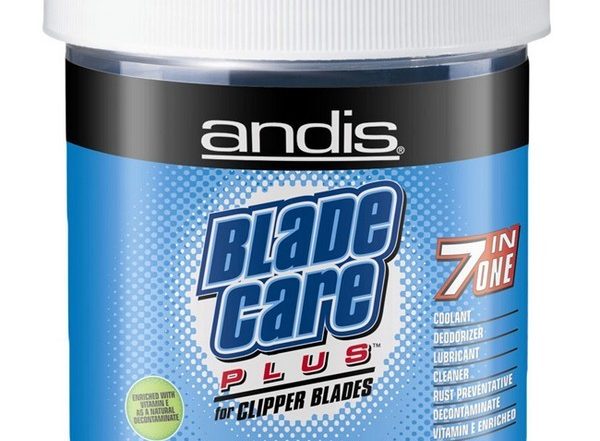 andis®
BLADE
CARE
PLUS™
for CLIPPER BLADES
7 IN ONE
COOLANT
DEODORIZER
LUBRICANT
CLEANER
RUST PREVENTATIVE
DECONTAMINATE
VITAMIN E ENRICHED
ENRICHED WITH
VITAMIN E
AS A NATURAL
DECONTAMINATE